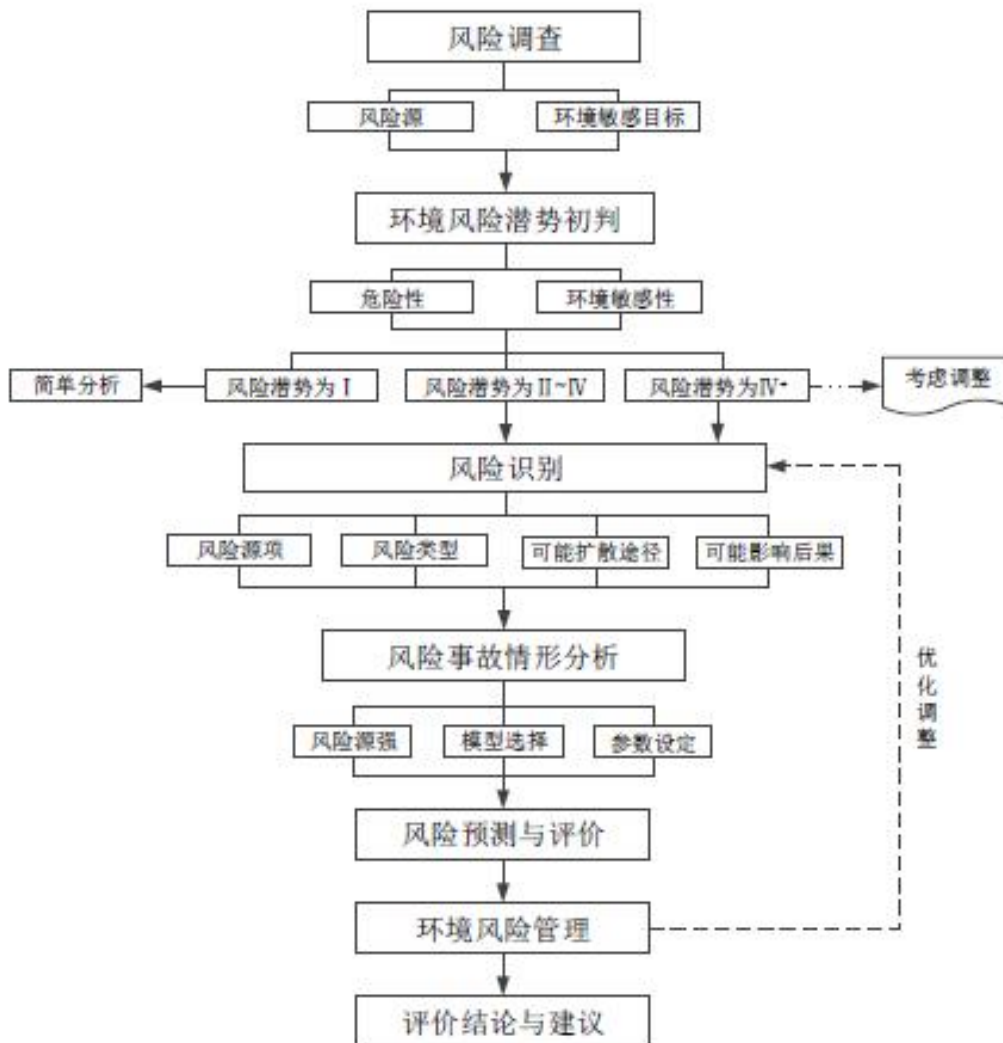 风险调查
风险源
环境敏感目标
环境风险潜势初判
危险性
环境敏感性
简单分析
风险潜势为Ⅰ
风险潜势为Ⅱ~Ⅳ
风险潜势为Ⅳ+
考虑调整
风险识别
风险源项
风险类型
可能扩散途径
可能影响后果
风险事故情形分析
风险源强
模型选择
参数设定
优化调整
风险预测与评价
环境风险管理
评价结论与建议